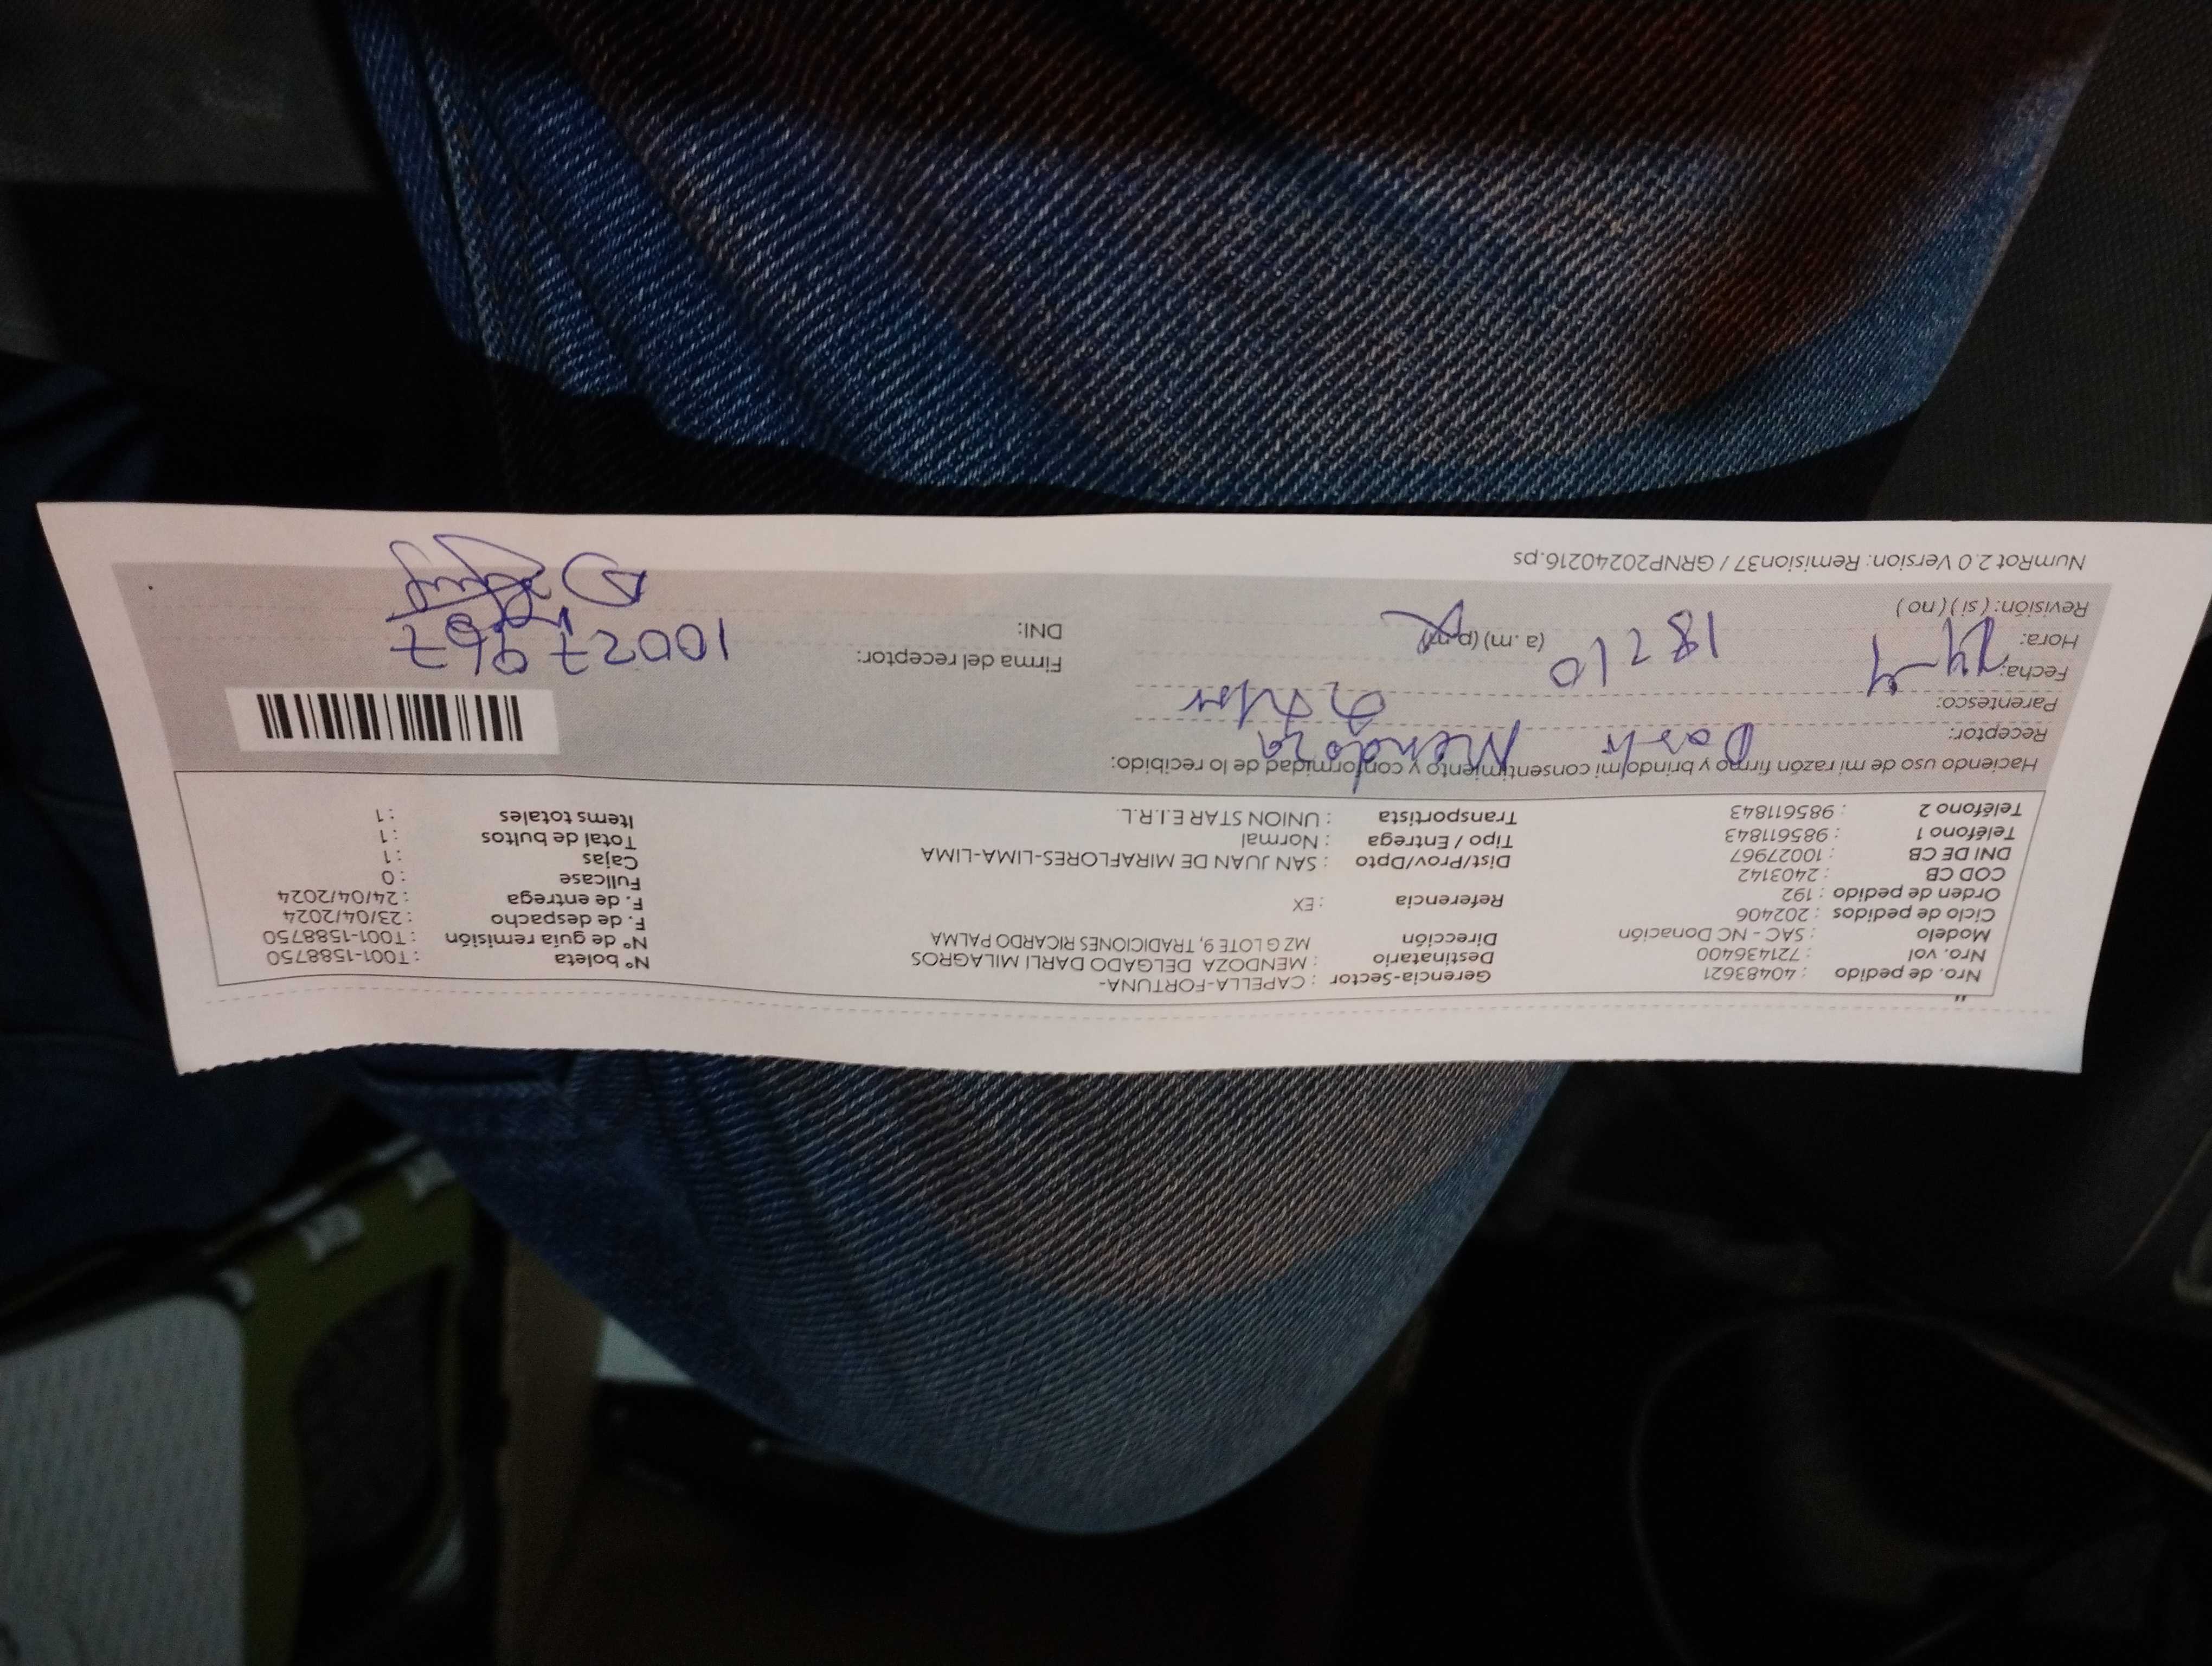 Nro. de pedido : 40483621 Gerencia-Sector : CAPELLA-FORTUNA- N° boleta : T001-1588750
Nro. vol : 721436400 Destinatario : MENDOZA DELGADO DARLI MILAGROS N° de guia remisión : T001-1588750
Modelo : SAC - NC Donación Dirección MZ G LOTE 9, TRADICIONES RICARDO PALMA F. de despacho : 23/04/2024
Ciclo de pedidos : 202406 Referencia : EX F. de entrega : 24/04/2024
Orden de pedido : 192 Fullcase : 0
COD CB : 2403142 Dist/Prov/Dpto : SAN JUAN DE MIRAFLORES-LIMA-LIMA Cajas : 1
DNI DE CB : 10027967 Tipo / Entrega : Normal Total de bultos : 1
Teléfono 1 : 985611843 Transportista : UNION STAR E.I.R.L. Items totales : 1
Teléfono 2 : 985611843
Haciendo uso de mi razón firmo y brindo mi consentimiento y conformidad de lo recibido:
Receptor: Mendoza
Parentesco:
Fecha: Firma del receptor: 10027967
Hora: 18 : 10 (a.m) (p.m) DNI:
Revisión: ( si ) ( no )
NumRot 2.0 Version: Remision37 / GRNP20240216.ps